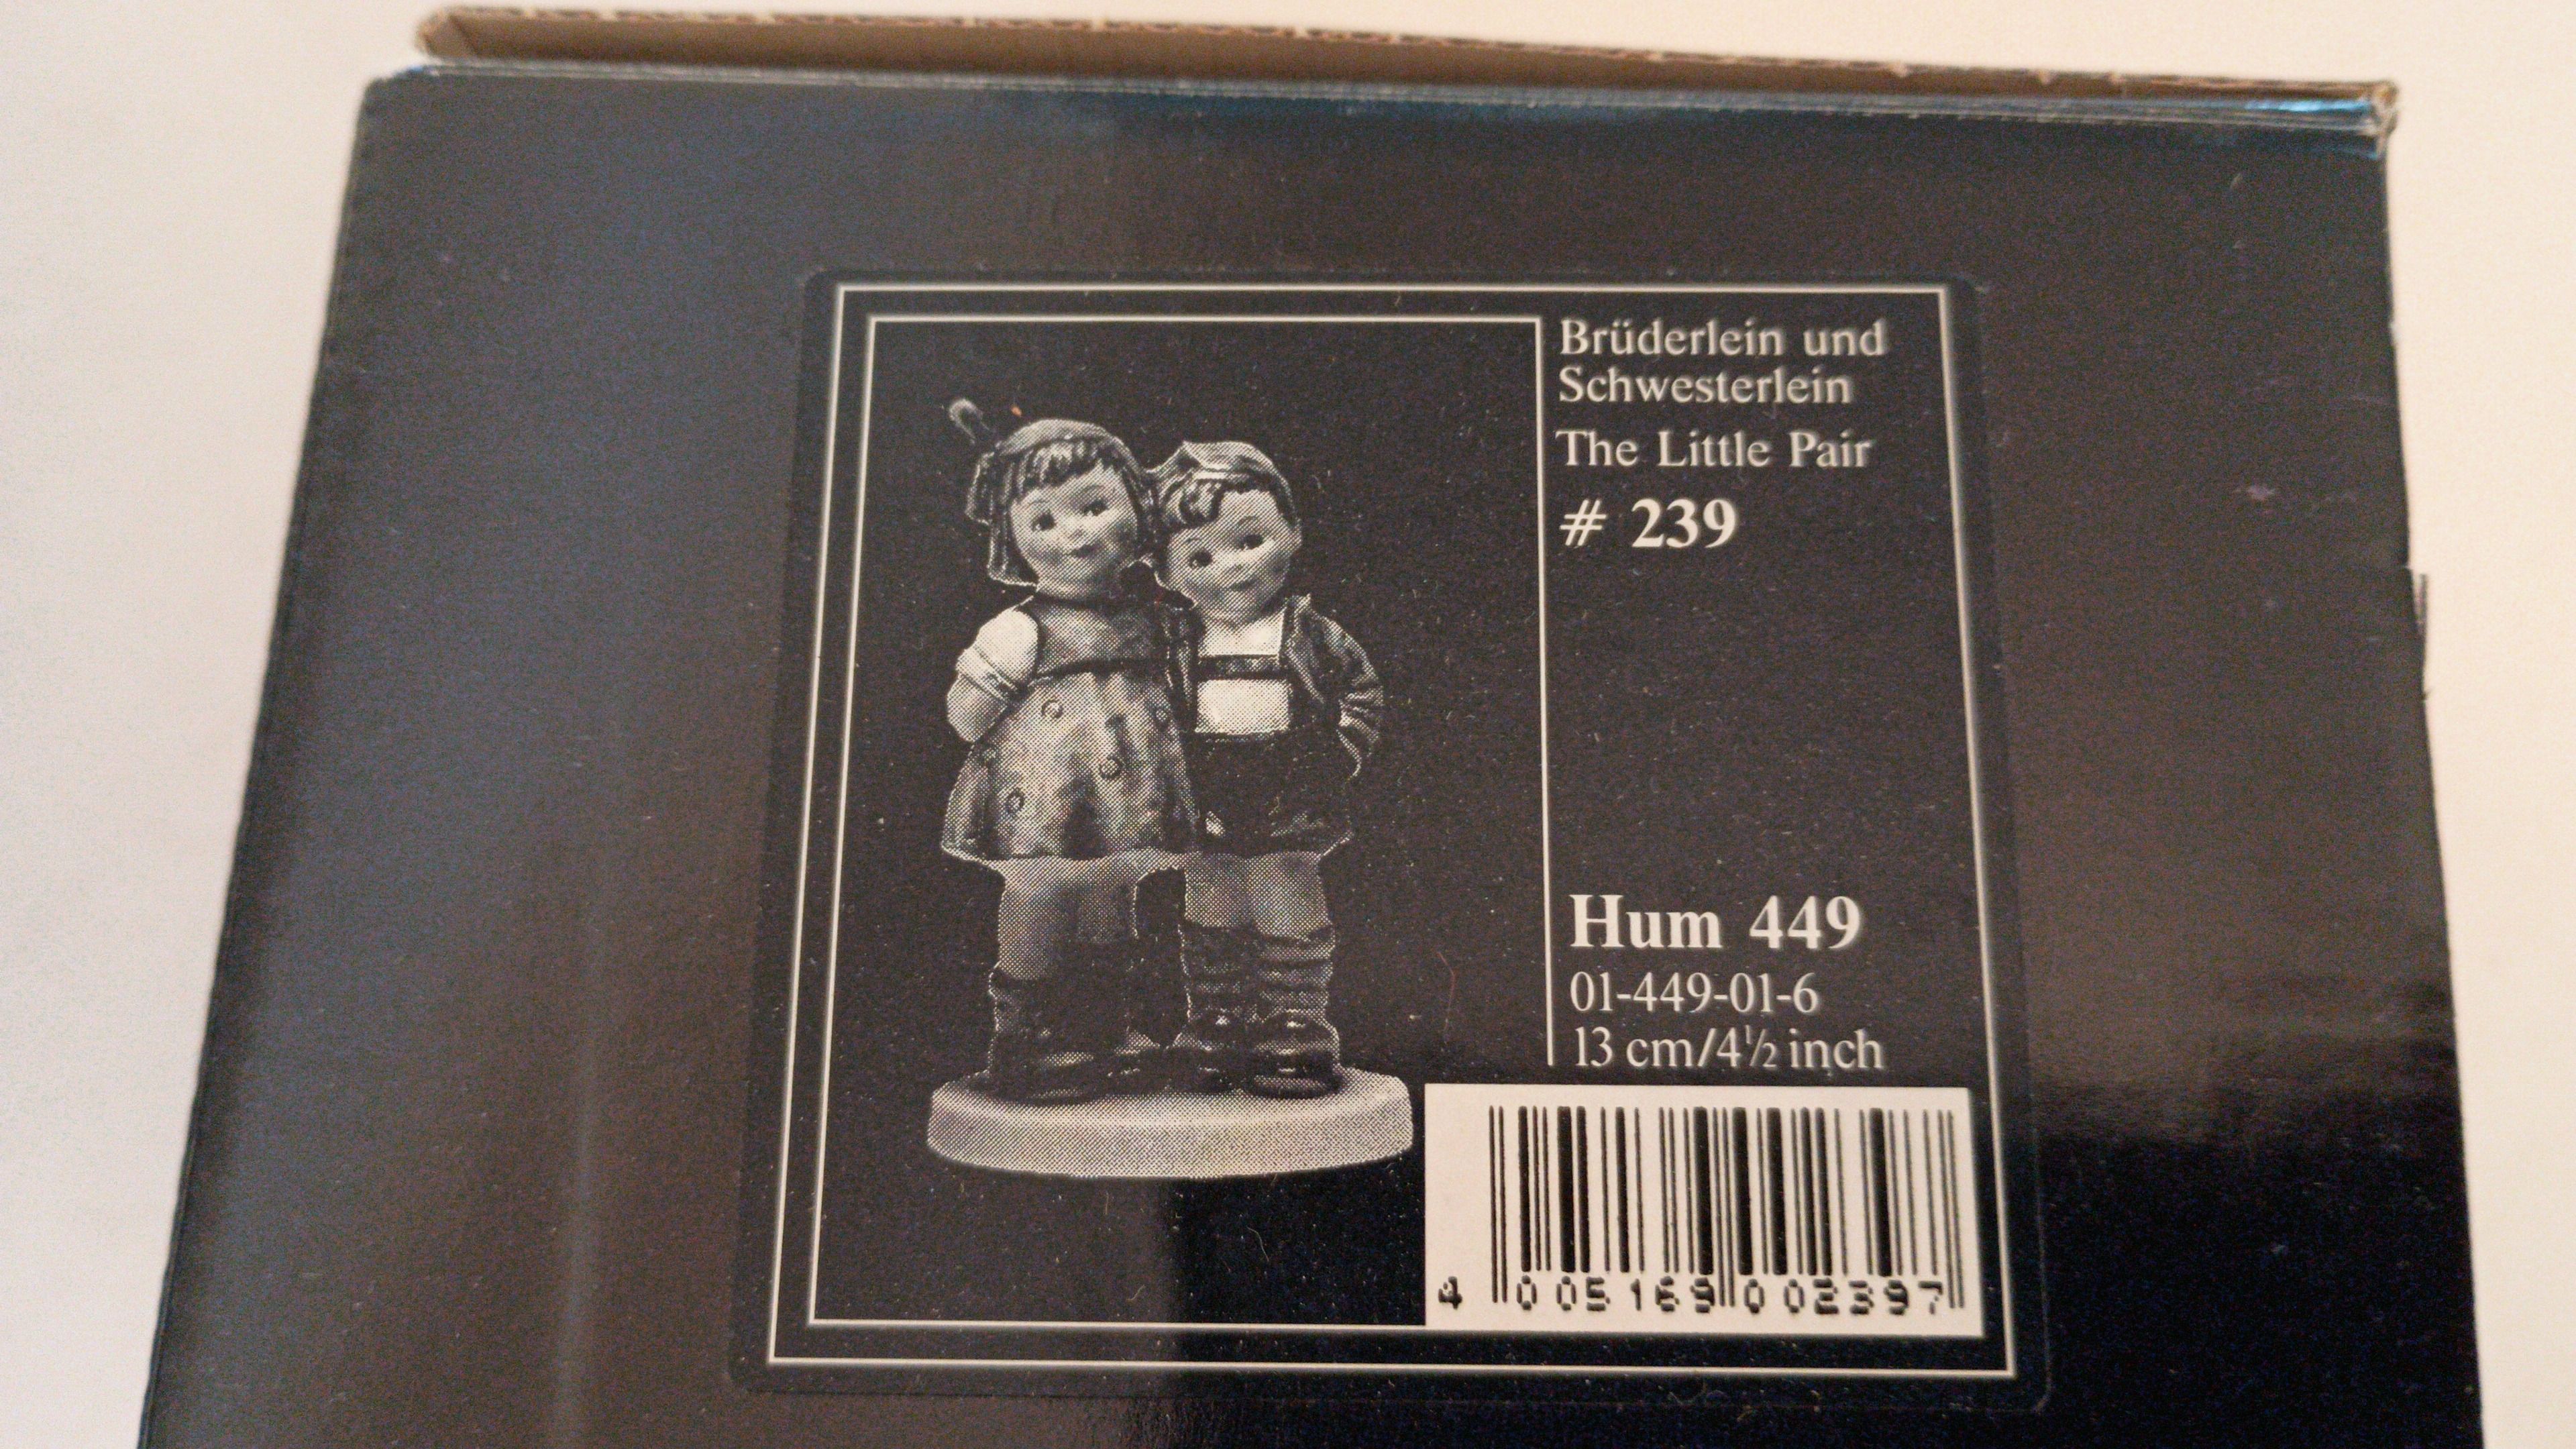 Brüderlein und
Schwesterlein
The Little Pair
# 239
Hum 449
01-449-01-6
13 cm/4½ inch
4 005169 002397